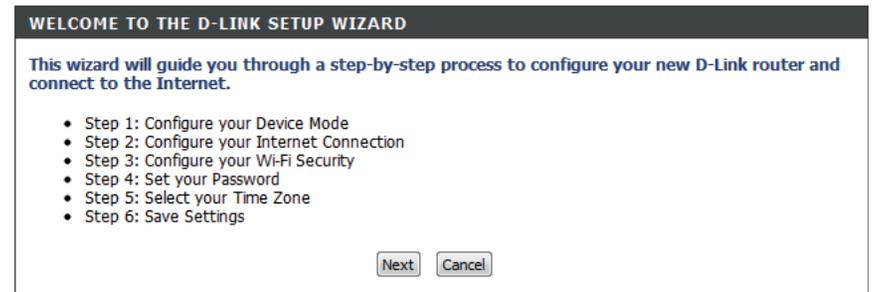 WELCOME TO THE D-LINK SETUP WIZARD
This wizard will guide you through a step-by-step process to configure your new D-Link router and
connect to the Internet.
• Step 1: Configure your Device Mode
• Step 2: Configure your Internet Connection
• Step 3: Configure your Wi-Fi Security
• Step 4: Set your Password
• Step 5: Select your Time Zone
• Step 6: Save Settings
Next Cancel